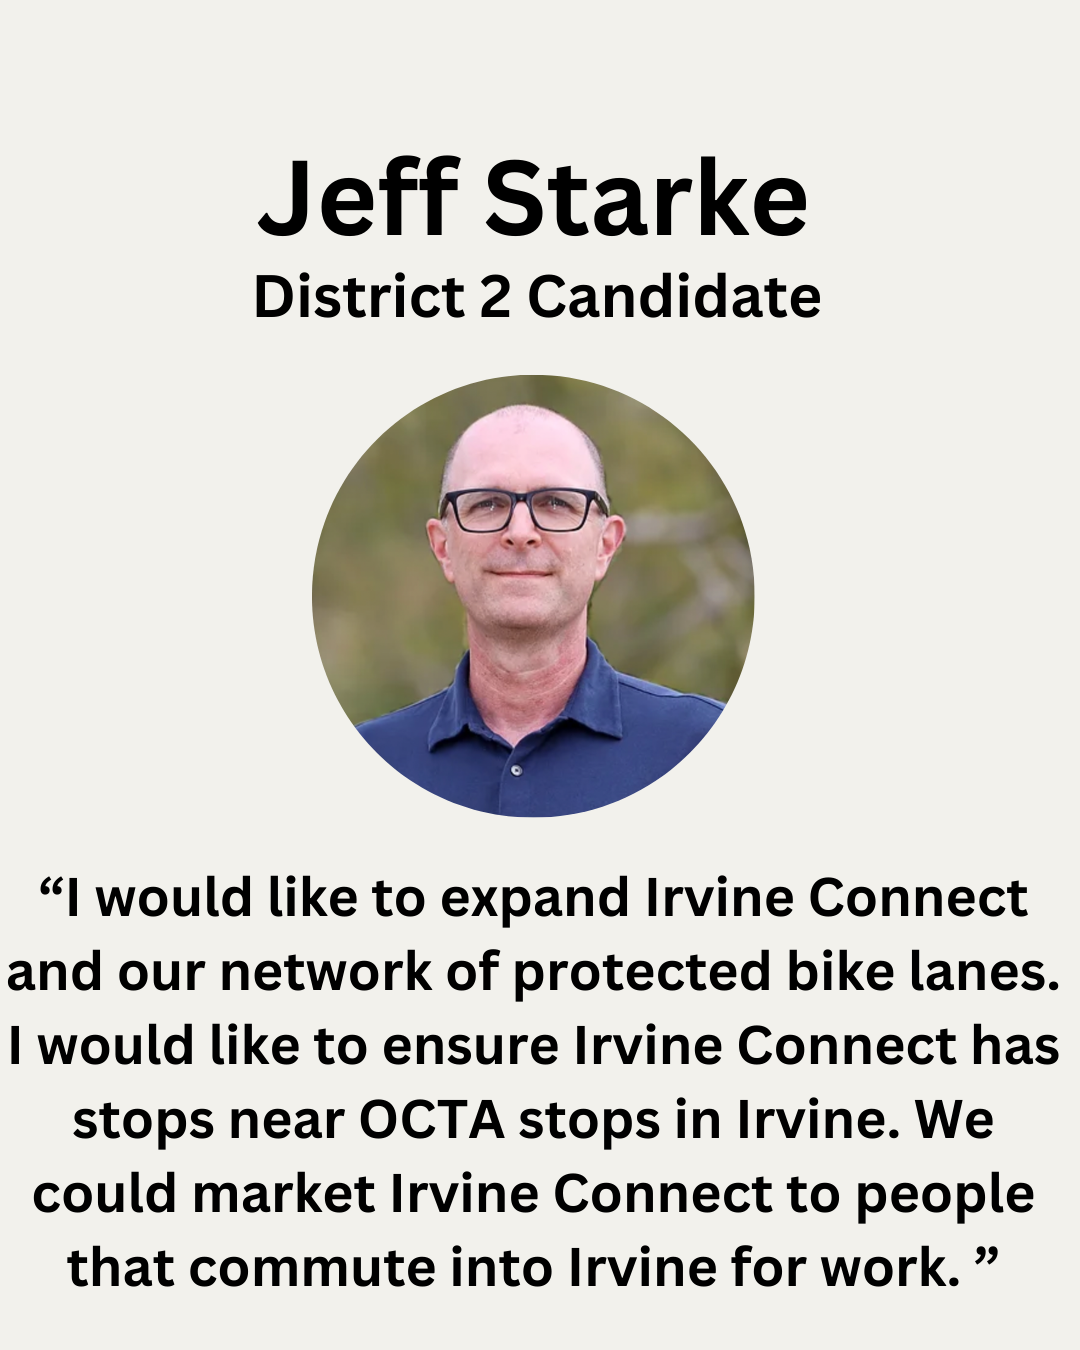 Jeff Starke
District 2 Candidate
“I would like to expand Irvine Connect
and our network of protected bike lanes.
I would like to ensure Irvine Connect has
stops near OCTA stops in Irvine. We
could market Irvine Connect to people
that commute into Irvine for work. ”